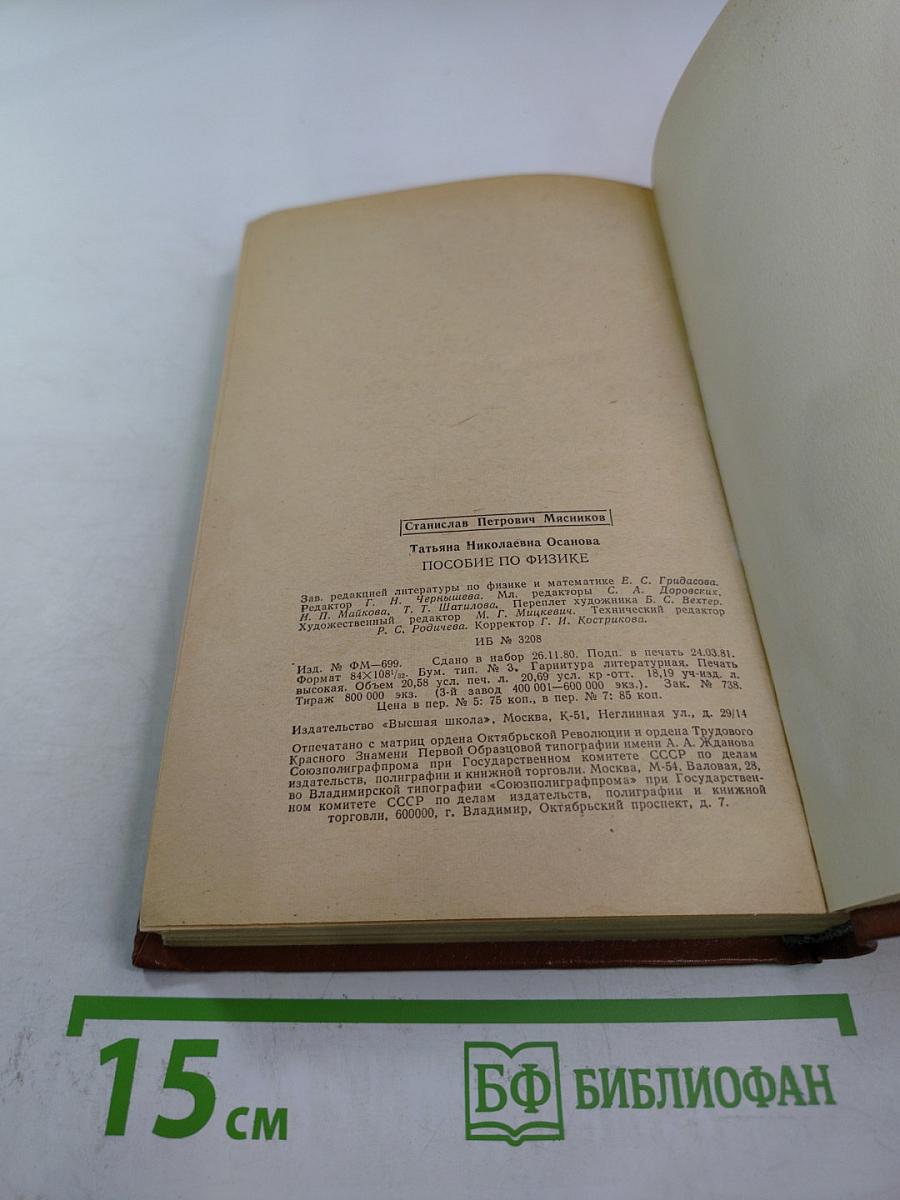 Станислав Петрович Мясников
Татьяна Николаевна Осанова
ПОСОБИЕ ПО ФИЗИКЕ
Зав. редакцией литературы по физике и математике Е. С. Гридасова.
Редактор Г. Н. Чернышева. Мл. редакторы С. А. Доровских,
И. П. Майкова, Т. Т. Шатилова. Переплет художника Б. С. Вехтер.
Художественный редактор М. Г. Мицкевич. Технический редактор
Р. С. Родичева. Корректор Г. И. Кострикова.
ИБ № 3208
Изд. № ФМ—699. Сдано в набор 26.11.80. Подп. в печать 24.03.81.
Формат 84×108¹/₃₂. Бум. тип. № 3. Гарнитура литературная. Печать
высокая. Объем 20,58 усл. печ. л. 20,69 усл. кр-отт. 18,19 уч-изд. л.
Тираж 800 000 экз. (3-й завод 400 001—600 000 экз.). Зак. № 738.
Цена в пер. № 5: 75 коп., в пер. № 7: 85 коп.
Издательство «Высшая школа», Москва, К-51, Неглинная ул., д. 29/14
Отпечатано с матриц ордена Октябрьской Революции и ордена Трудового
Красного Знамени Первой Образцовой типографии имени А. А. Жданова
Союзполиграфпрома при Государственном комитете СССР по делам
издательств, полиграфии и книжной торговли. Москва, М-54, Валовая, 28,
во Владимирской типографии «Союзполиграфпрома» при Государствен-
ном комитете СССР по делам издательств, полиграфии и книжной
торговли, 600000, г. Владимир, Октябрьский проспект, д. 7.
15 см
БФ БИБЛИОФАН